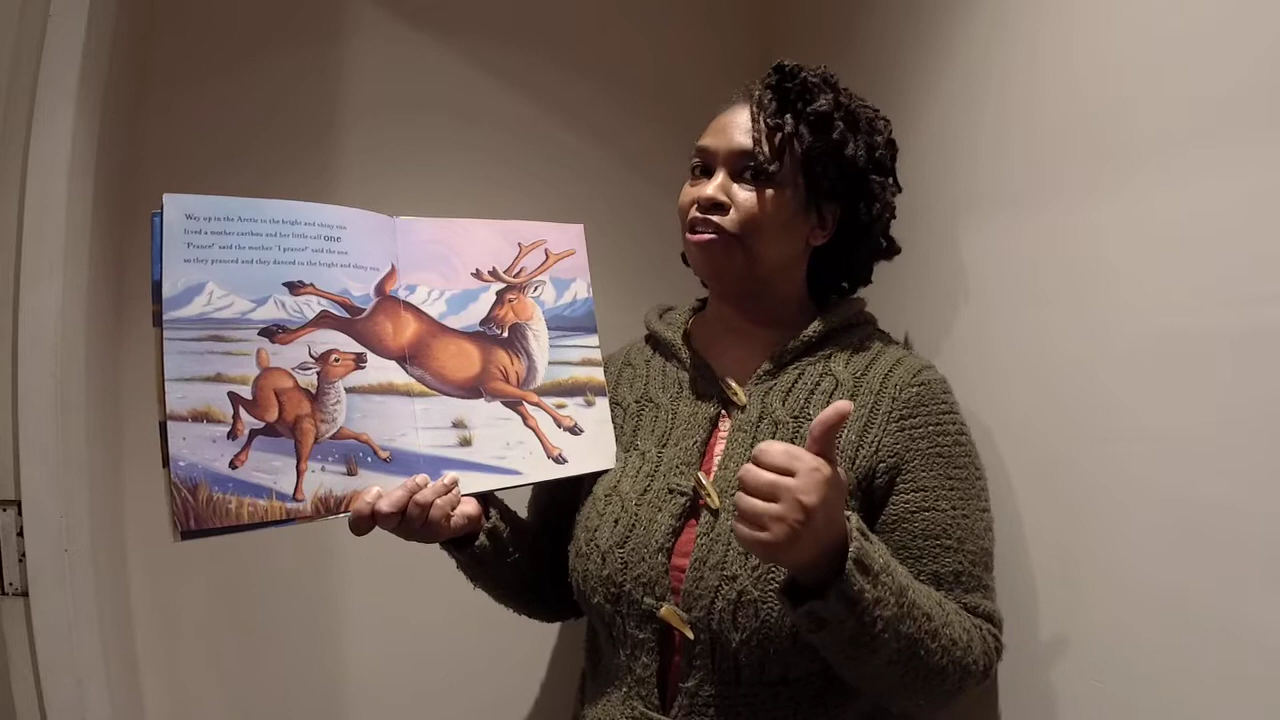 Way up in the Arctic in the bright and shiny sun
lived a mother caribou and her little calf one.
"Prance!" said the mother. "I prance!" said the one,
so they pranced and they danced in the bright and shiny sun.